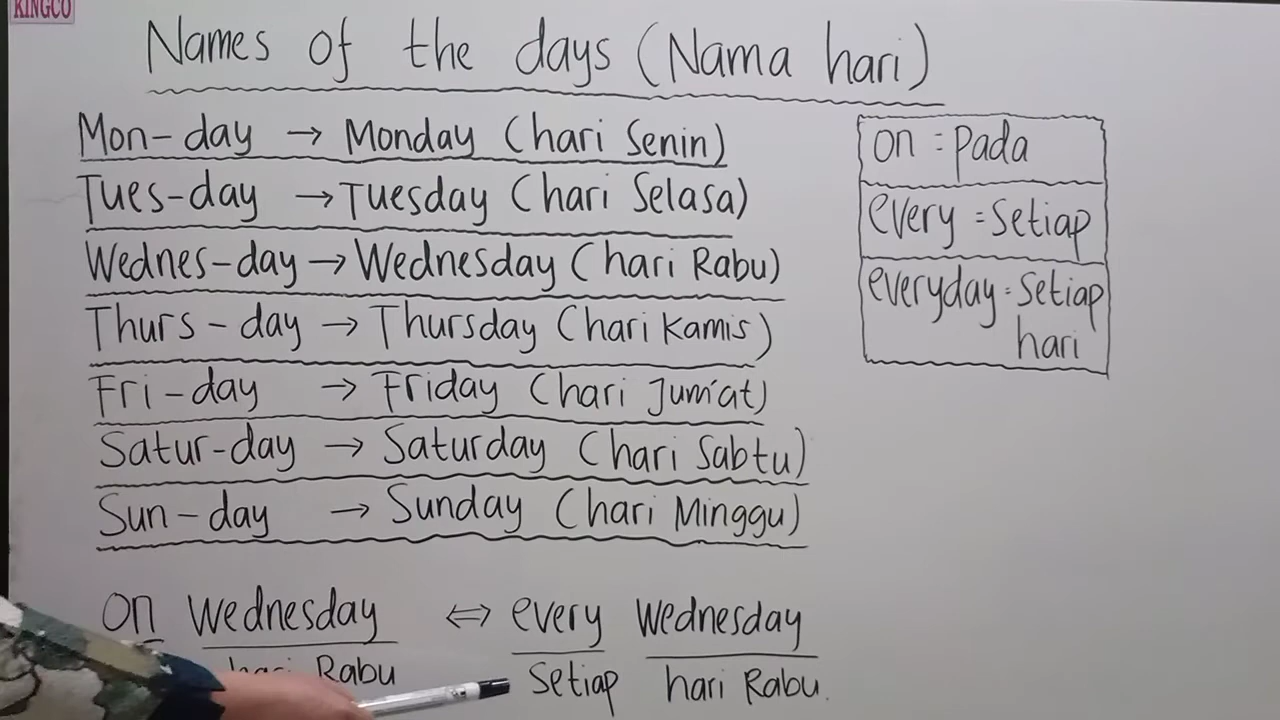 KINGCO
Names of the days (Nama hari)
Mon-day → Monday (hari Senin)
Tues-day → Tuesday (hari Selasa)
Wednes-day → Wednesday (hari Rabu)
Thurs-day → Thursday (hari Kamis)
Fri-day → Friday (hari Jum'at)
Satur-day → Saturday (hari Sabtu)
Sun-day → Sunday (hari Minggu)
on = pada
every = setiap
everyday = setiap
hari
on Wednesday ⇔ every Wednesday
hari Rabu setiap hari Rabu.